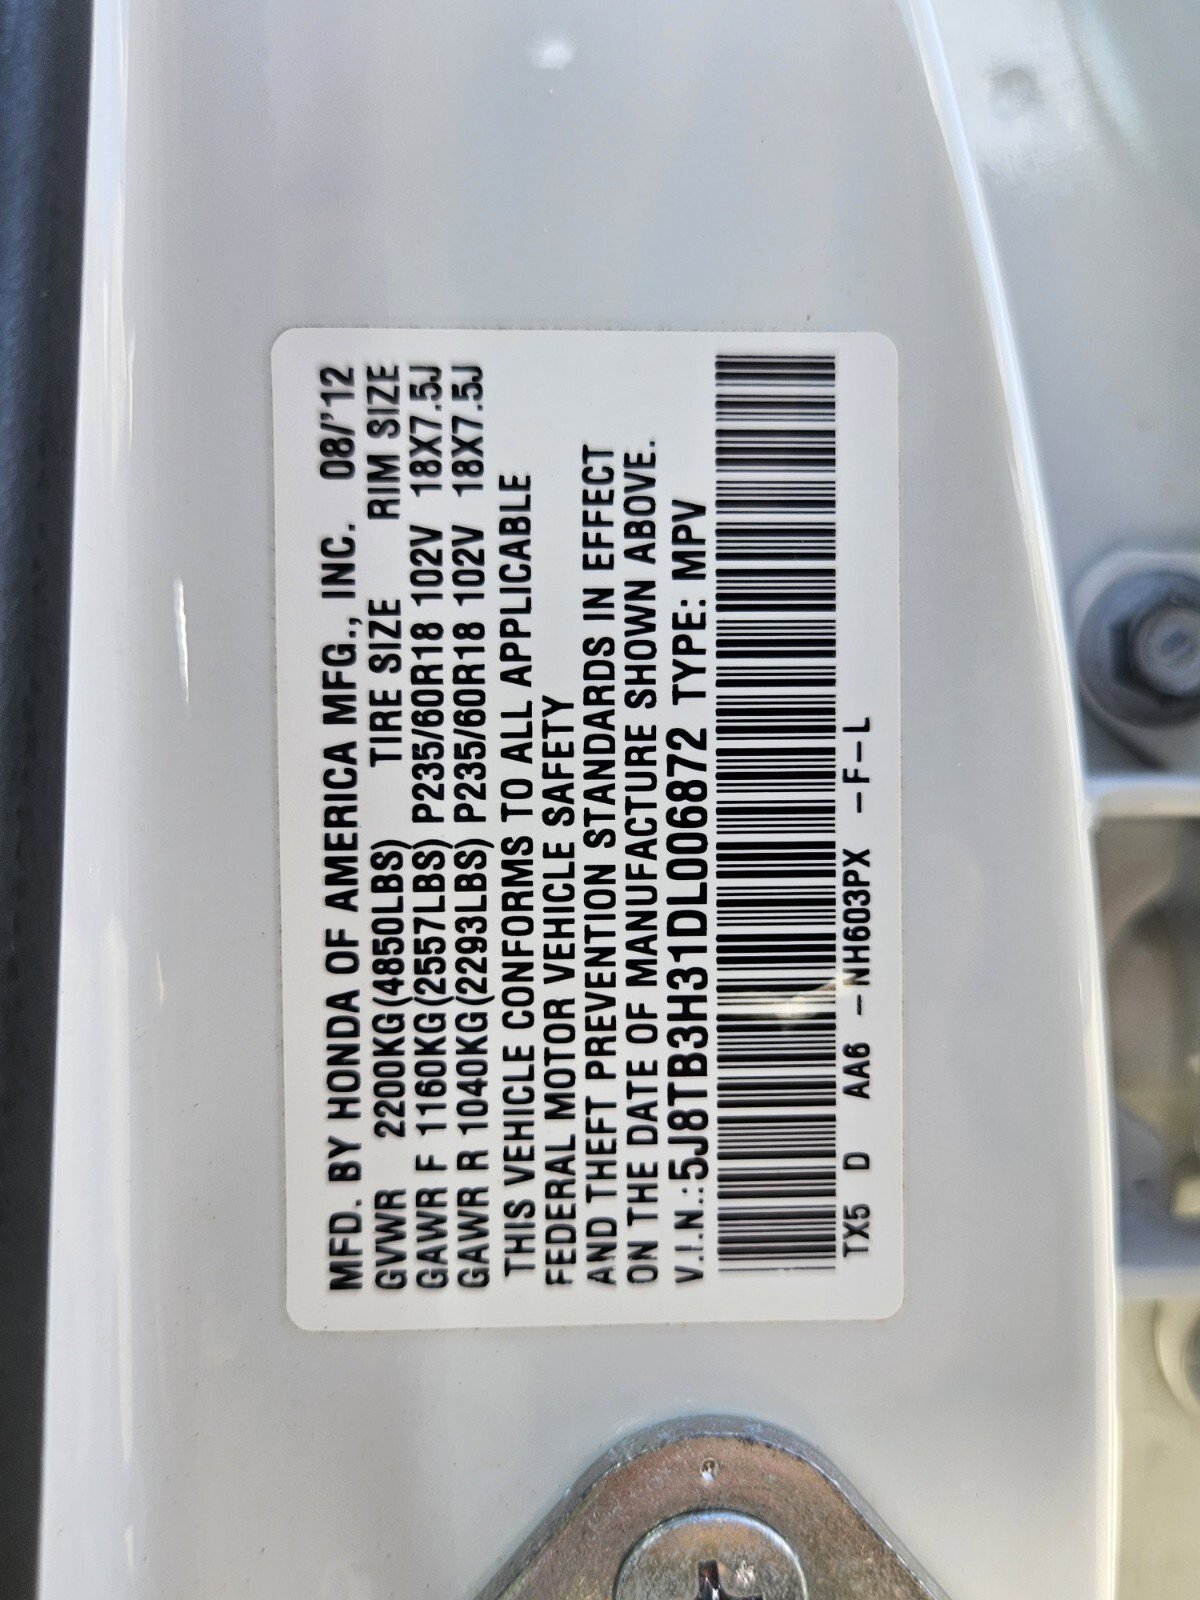 MFD. BY HONDA OF AMERICA MFG., INC. 08/'12
GVWR 2200KG(4850LBS) TIRE SIZE RIM SIZE
GAWR F 1160KG(2557LBS) P235/60R18 102V 18X7.5J
GAWR R 1040KG(2293LBS) P235/60R18 102V 18X7.5J
THIS VEHICLE CONFORMS TO ALL APPLICABLE
FEDERAL MOTOR VEHICLE SAFETY
AND THEFT PREVENTION STANDARDS IN EFFECT
ON THE DATE OF MANUFACTURE SHOWN ABOVE.
V.I.N.:5J8TB3H31DL006872 TYPE: MPV
TX5 D AA6 -NH603PX -F-L